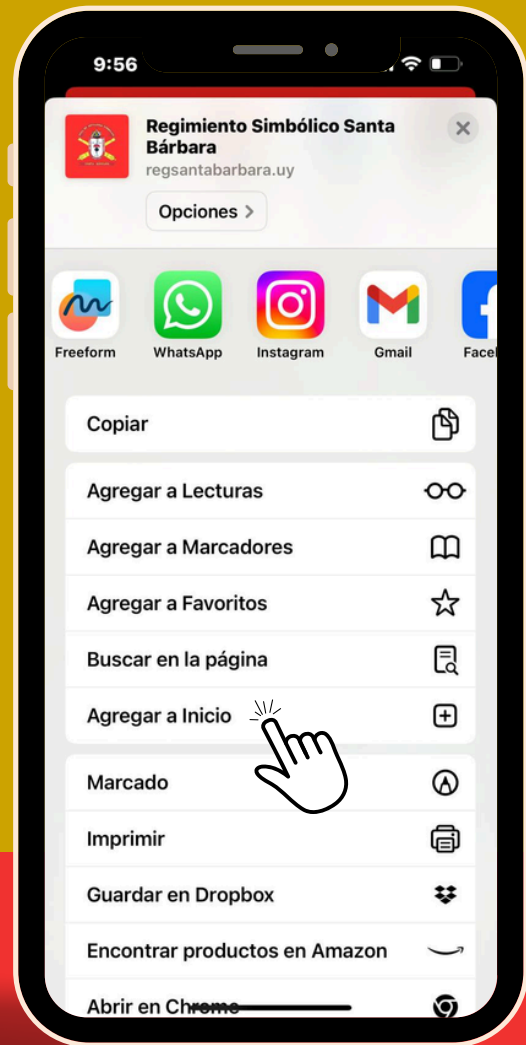 9:56
Regimiento Simbólico Santa
Bárbara
regsantabarbara.uy
Opciones >
Freeform WhatsApp Instagram Gmail Facel
Copiar
Agregar a Lecturas
Agregar a Marcadores
Agregar a Favoritos
Buscar en la página
Agregar a Inicio
Marcado
Imprimir
Guardar en Dropbox
Encontrar productos en Amazon
Abrir en Chrome